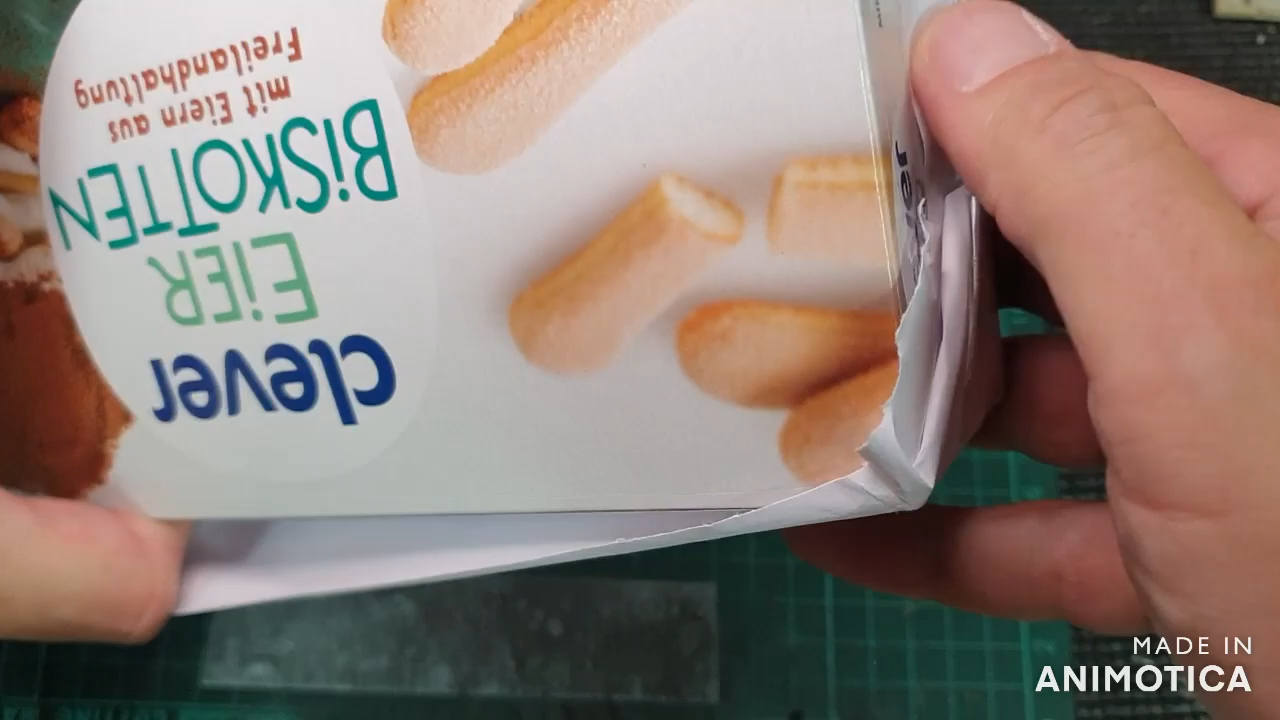 clever
EiER
BiSKOTTEN
mit Eiern aus
Freilandhaltung
MADE IN
ANIMOTICA